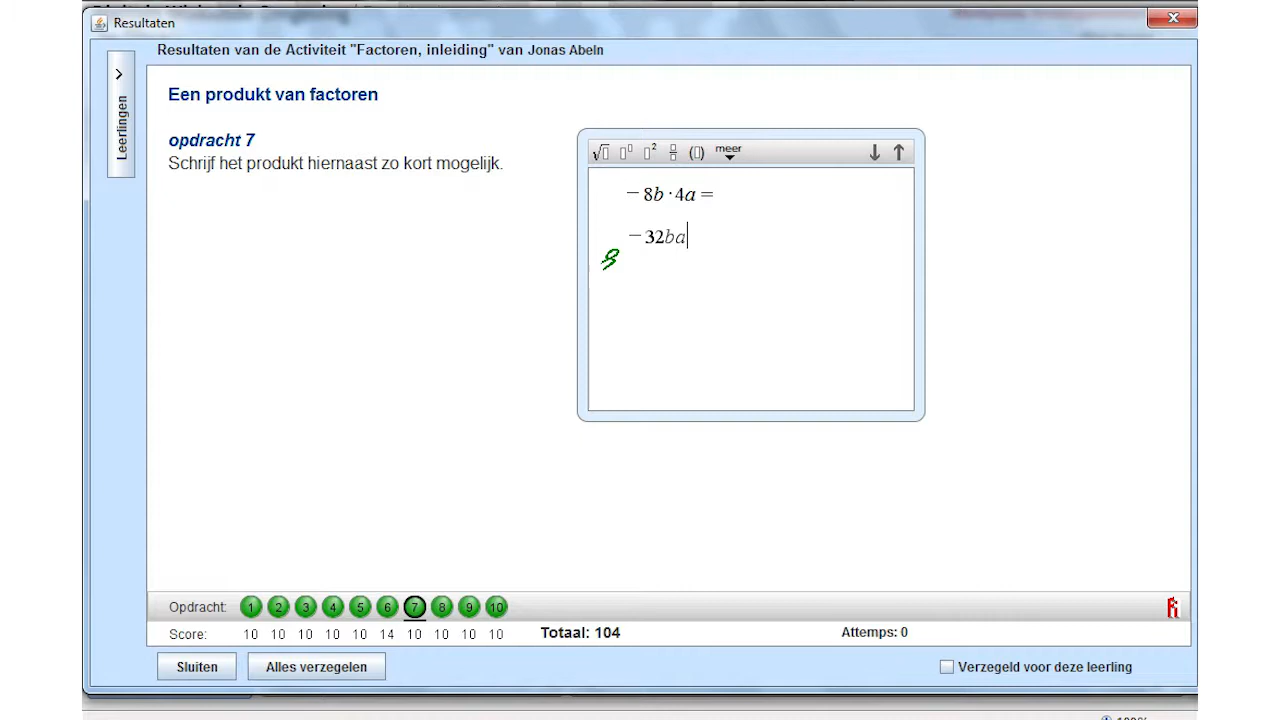 Resultaten
Resultaten van de Activiteit "Factoren, inleiding" van Jonas Abeln
Leerlingen
Een produkt van factoren
opdracht 7
Schrijf het produkt hiernaast zo kort mogelijk.
meer
−8b·4a =
−32ba
Opdracht: 1 2 3 4 5 6 7 8 9 10
Score: 10 10 10 10 10 14 10 10 10 10 Totaal: 104 Attemps: 0
Sluiten Alles verzegelen Verzegeld voor deze leerling